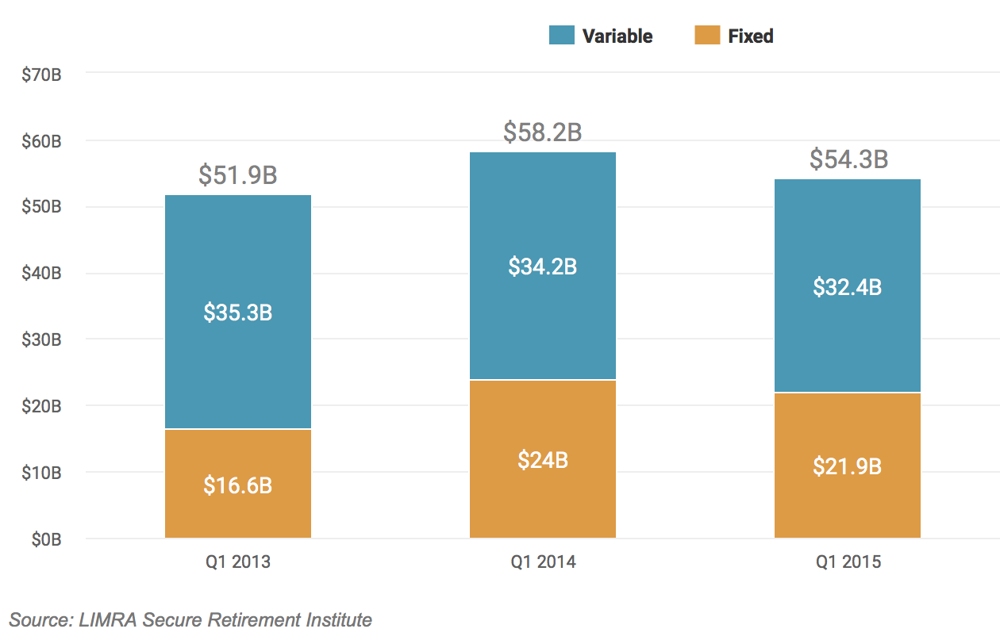 Variable Fixed
$70B
$60B
$50B
$40B
$30B
$20B
$10B
$0B
$51.9B
$35.3B
$16.6B
$58.2B
$34.2B
$24B
$54.3B
$32.4B
$21.9B
Q1 2013 Q1 2014 Q1 2015
Source: LIMRA Secure Retirement Institute